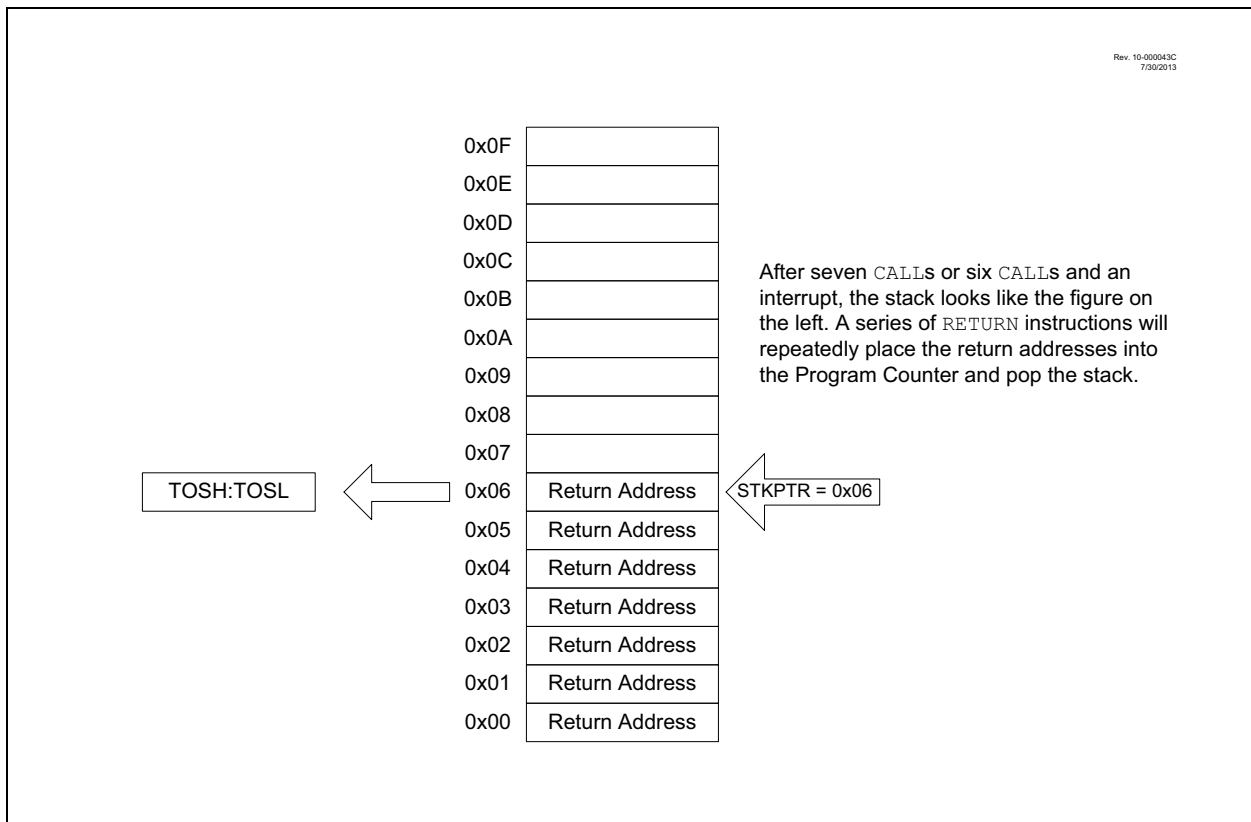 Rev. 10-000043C
7/30/2013
0x0F
0x0E
0x0D
0x0C
0x0B
0x0A
0x09
0x08
0x07
After seven CALLs or six CALLs and an
interrupt, the stack looks like the figure on
the left. A series of RETURN instructions will
repeatedly place the return addresses into
the Program Counter and pop the stack.
TOSH:TOSL
0x06 Return Address
STKPTR = 0x06
0x05 Return Address
0x04 Return Address
0x03 Return Address
0x02 Return Address
0x01 Return Address
0x00 Return Address